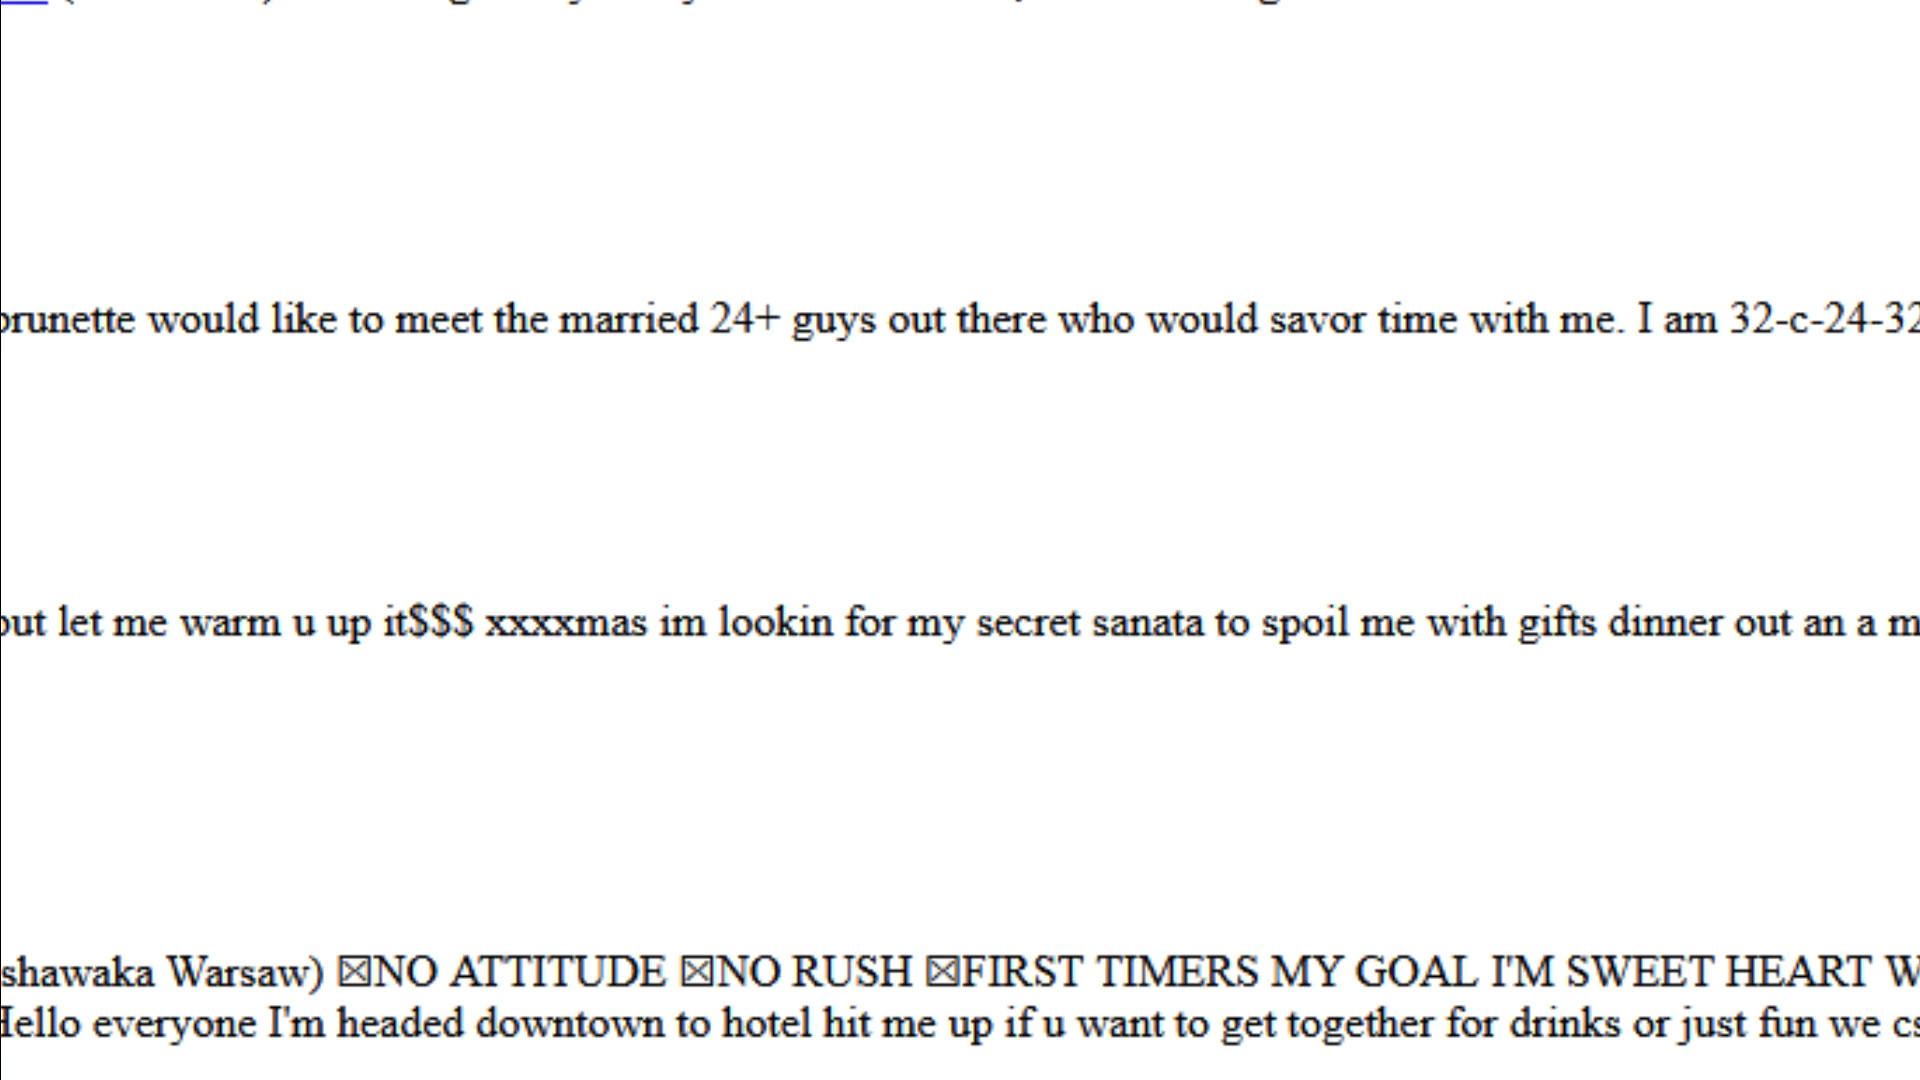 brunette would like to meet the married 24+ guys out there who would savor time with me. I am 32-c-24-32
out let me warm u up it$$$ xxxxmas im lookin for my secret sanata to spoil me with gifts dinner out an a m
shawaka Warsaw) ☒NO ATTITUDE ☒NO RUSH ☒FIRST TIMERS MY GOAL I'M SWEET HEART W
Hello everyone I'm headed downtown to hotel hit me up if u want to get together for drinks or just fun we cs